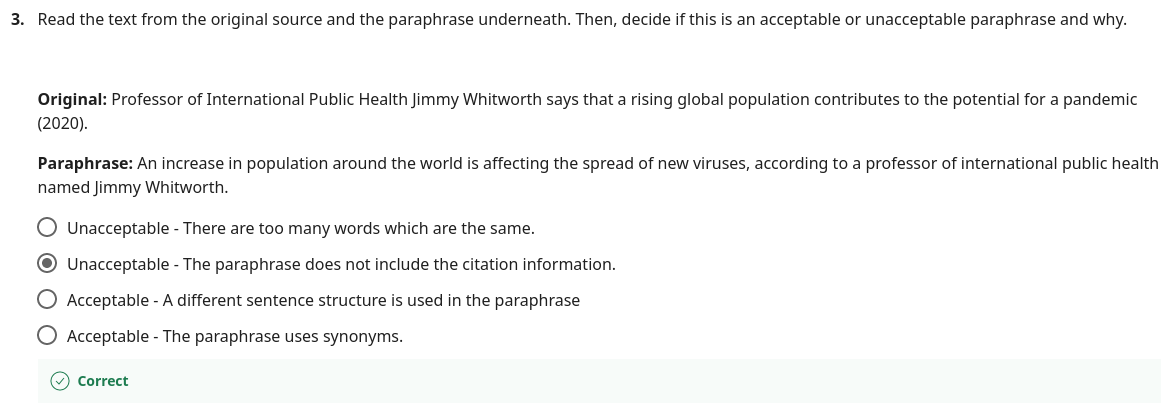 3. Read the text from the original source and the paraphrase underneath. Then, decide if this is an acceptable or unacceptable paraphrase and why.
Original: Professor of International Public Health Jimmy Whitworth says that a rising global population contributes to the potential for a pandemic
(2020).
Paraphrase: An increase in population around the world is affecting the spread of new viruses, according to a professor of international public health
named Jimmy Whitworth.
Unacceptable - There are too many words which are the same.
Unacceptable - The paraphrase does not include the citation information.
Acceptable - A different sentence structure is used in the paraphrase
Acceptable - The paraphrase uses synonyms.
Correct